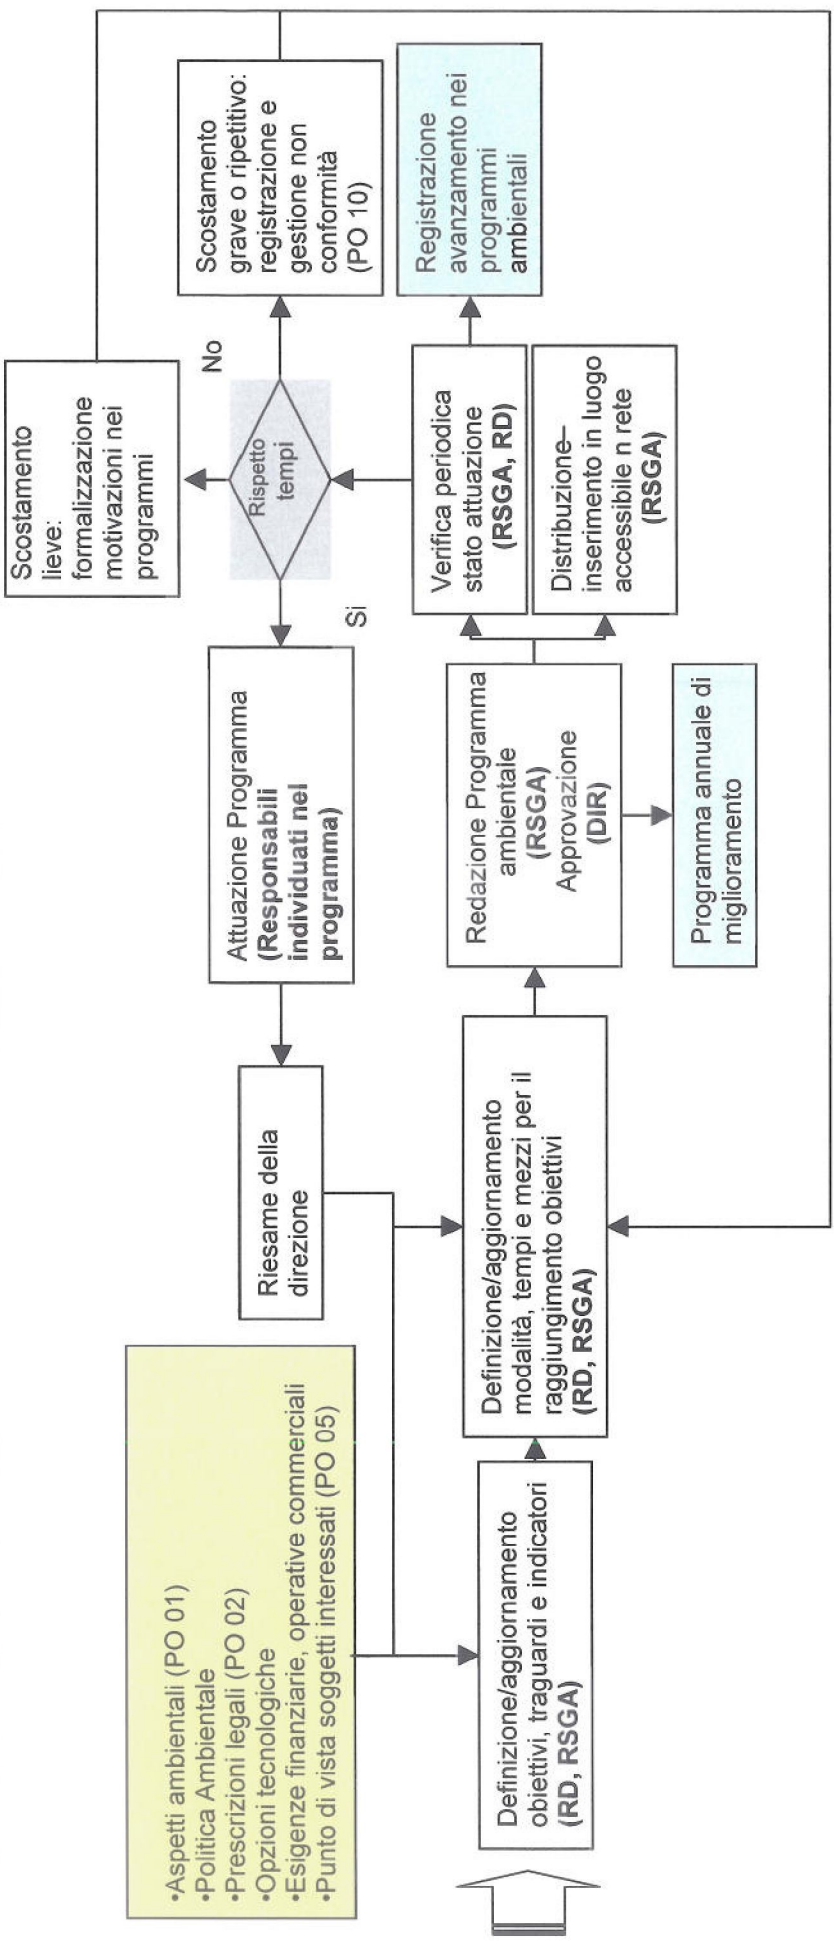 •Aspetti ambientali (PO 01)
•Politica Ambientale
•Prescrizioni legali (PO 02)
•Opzioni tecnologiche
•Esigenze finanziarie, operative commerciali
•Punto di vista soggetti interessati (PO 05)
Definizione/aggiornamento
obiettivi, traguardi e indicatori
(RD, RSGA)
Riesame della
direzione
Definizione/aggiornamento
modalità, tempi e mezzi per il
raggiungimento obiettivi
(RD, RSGA)
Attuazione Programma
(Responsabili
individuati nel
programma)
Redazione Programma
ambientale
(RSGA)
Approvazione
(DIR)
Programma annuale di
miglioramento
Si
Scostamento
lieve:
formalizzazione
motivazioni nei
programmi
Rispetto
tempi
No
Verifica periodica
stato attuazione
(RSGA, RD)
Distribuzione–
inserimento in luogo
accessibile n rete
(RSGA)
Scostamento
grave o ripetitivo:
registrazione e
gestione non
conformità
(PO 10)
Registrazione
avanzamento nei
programmi
ambientali